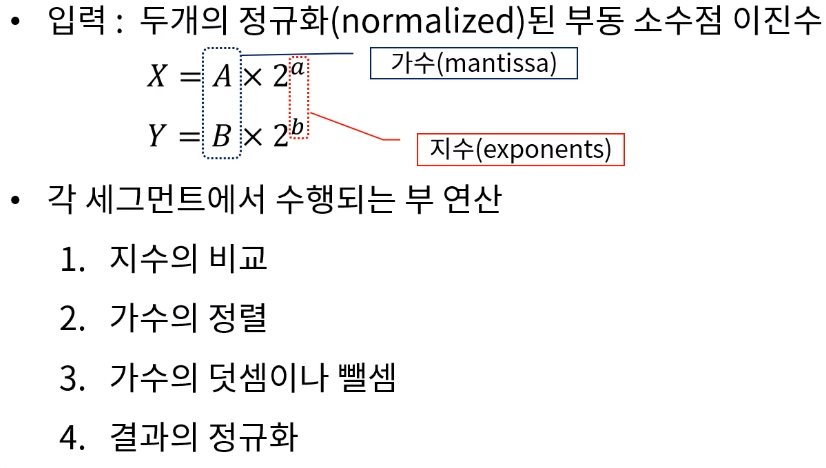 • 입력 : 두개의 정규화(normalized)된 부동 소수점 이진수
X = A × 2^a
가수(mantissa)
Y = B × 2^b
지수(exponents)
• 각 세그먼트에서 수행되는 부 연산
1. 지수의 비교
2. 가수의 정렬
3. 가수의 덧셈이나 뺄셈
4. 결과의 정규화